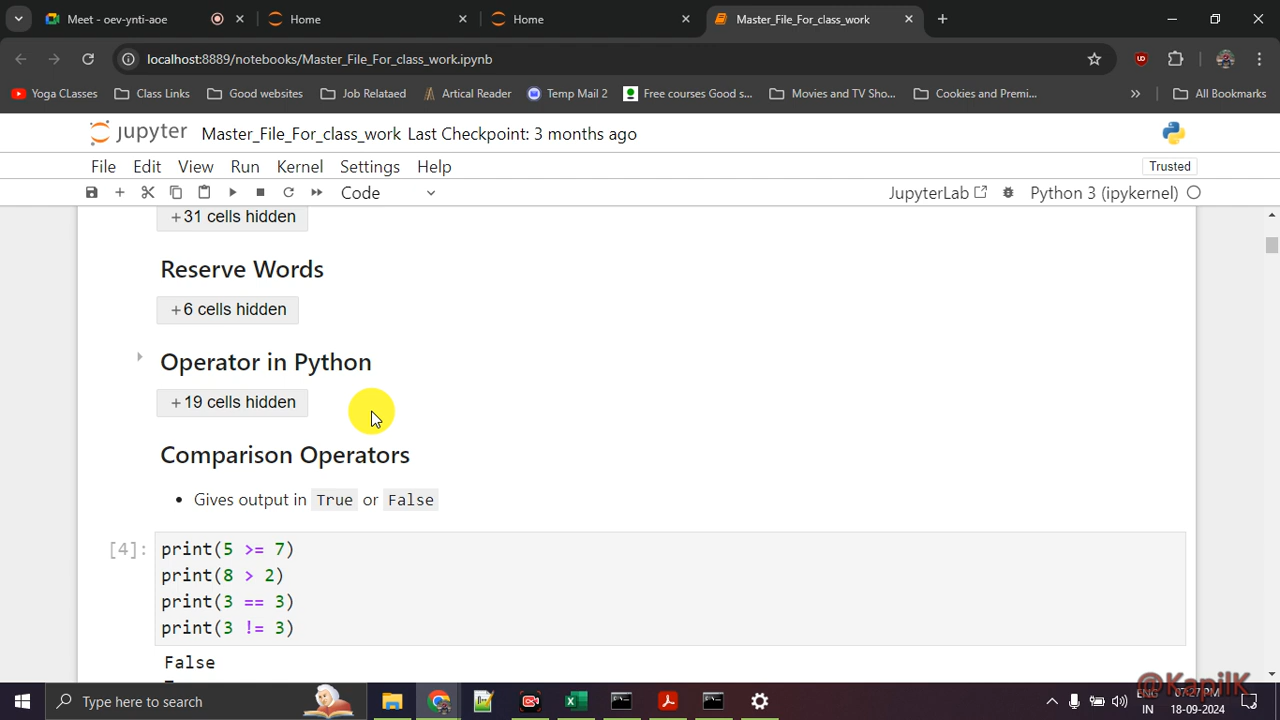 Meet - oev-ynti-aoe
Home
Home
Master_File_For_class_work
localhost:8889/notebooks/Master_File_For_class_work.ipynb
Yoga CLasses
Class Links
Good websites
Job Relataed
Artical Reader
Temp Mail 2
Free courses Good s...
Movies and TV Sho...
Cookies and Premi...
All Bookmarks
jupyter Master_File_For_class_work Last Checkpoint: 3 months ago
File Edit View Run Kernel Settings Help
Trusted
Code
JupyterLab
Python 3 (ipykernel)
+31 cells hidden
Reserve Words
+6 cells hidden
Operator in Python
+19 cells hidden
Comparison Operators
• Gives output in True or False
[4]: print(5 >= 7)
print(8 > 2)
print(3 == 3)
print(3 != 3)
False
Type here to search
ENG
IN
07:27 PM
18-09-2024
@KapilK